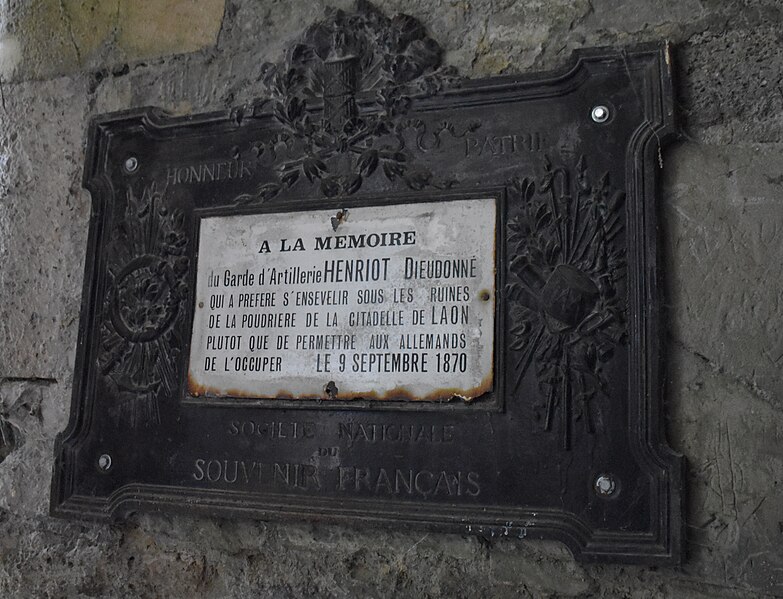 HONNEUR PATRIE
A LA MEMOIRE
du Garde d'Artillerie HENRIOT DIEUDONNÉ
QUI A PREFERE S'ENSEVELIR SOUS LES RUINES
DE LA POUDRIERE DE LA CITADELLE DE LAON
PLUTOT QUE DE PERMETTRE AUX ALLEMANDS
DE L'OCCUPER LE 9 SEPTEMBRE 1870
SOCIETE NATIONALE
DU
SOUVENIR FRANÇAIS